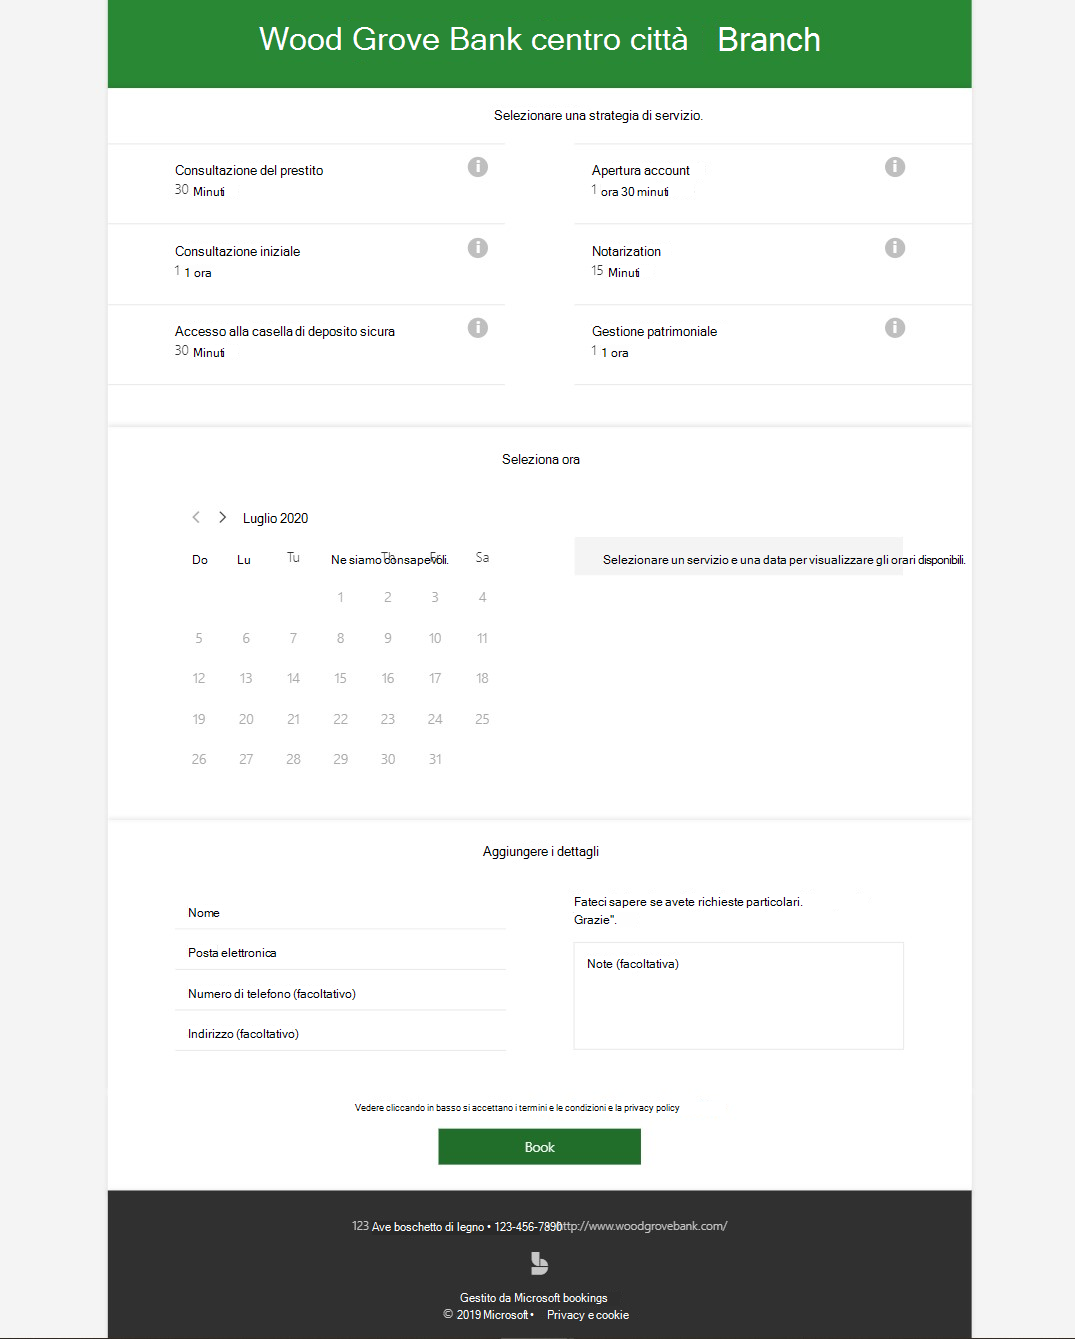 Wood Grove Bank centro città Branch
Selezionare una strategia di servizio.
Consultazione del prestito
30 Minuti
Apertura account
1 ora 30 minuti
Consultazione iniziale
1 1 ora
Notarization
15 Minuti
Accesso alla casella di deposito sicura
30 Minuti
Gestione patrimoniale
1 1 ora
Seleziona ora
Luglio 2020
Do Lu Tu Ne siamo consapevoli. Th Fr Sa
Selezionare un servizio e una data per visualizzare gli orari disponibili.
1 2 3 4
5 6 7 8 9 10 11
12 13 14 15 16 17 18
19 20 21 22 23 24 25
26 27 28 29 30 31
Aggiungere i dettagli
Nome
Posta elettronica
Numero di telefono (facoltativo)
Indirizzo (facoltativo)
Fateci sapere se avete richieste particolari.
Grazie".
Note (facoltativa)
Vedere cliccando in basso si accettano i termini e le condizioni e la privacy policy
Book
123 Ave boschetto di legno • 123-456-7890 http://www.woodgrovebank.com/
Gestito da Microsoft bookings
© 2019 Microsoft • Privacy e cookie